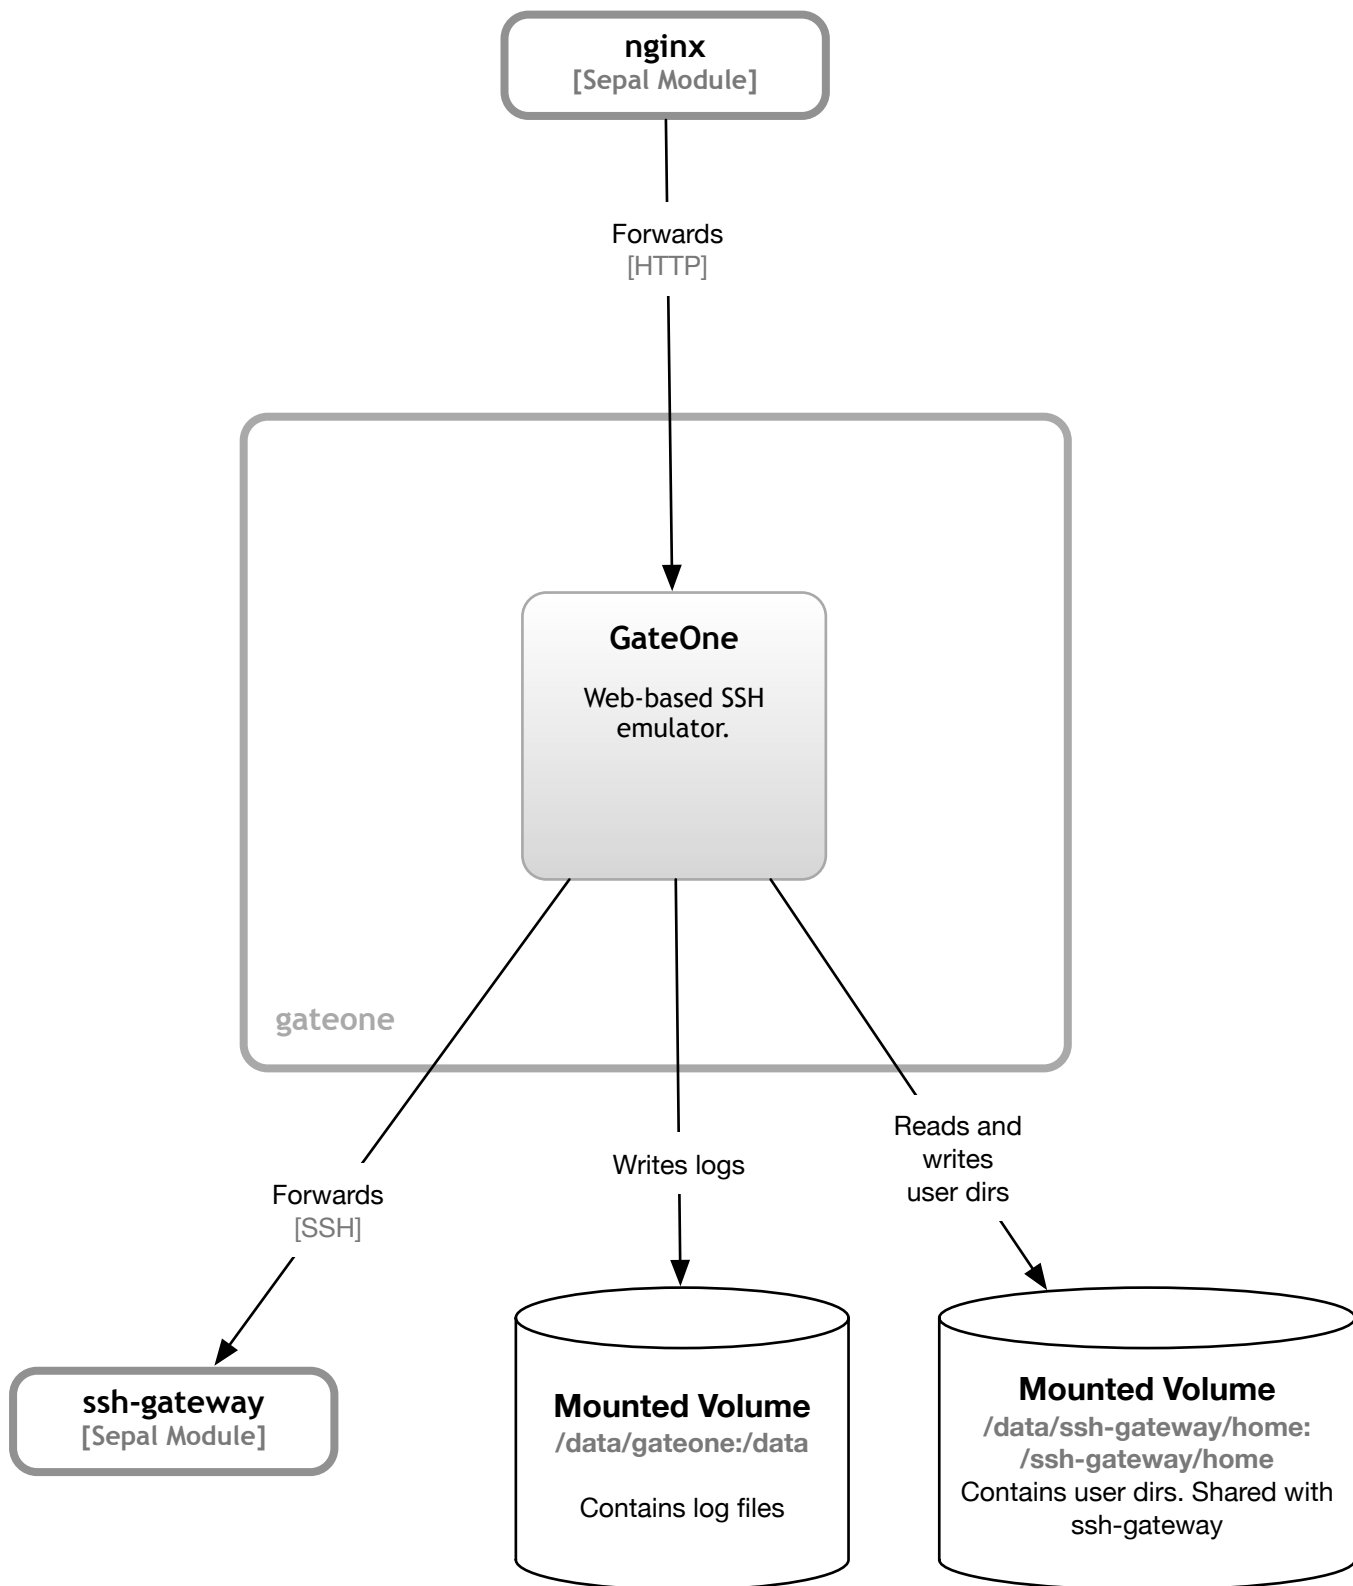 nginx
[Sepal Module]
Forwards
[HTTP]
GateOne
Web-based SSH
emulator.
gateone
Reads and
writes
user dirs
Writes logs
Forwards
[SSH]
ssh-gateway
[Sepal Module]
Mounted Volume
/data/gateone:/data
Contains log files
Mounted Volume
/data/ssh-gateway/home:
/ssh-gateway/home
Contains user dirs. Shared with
ssh-gateway